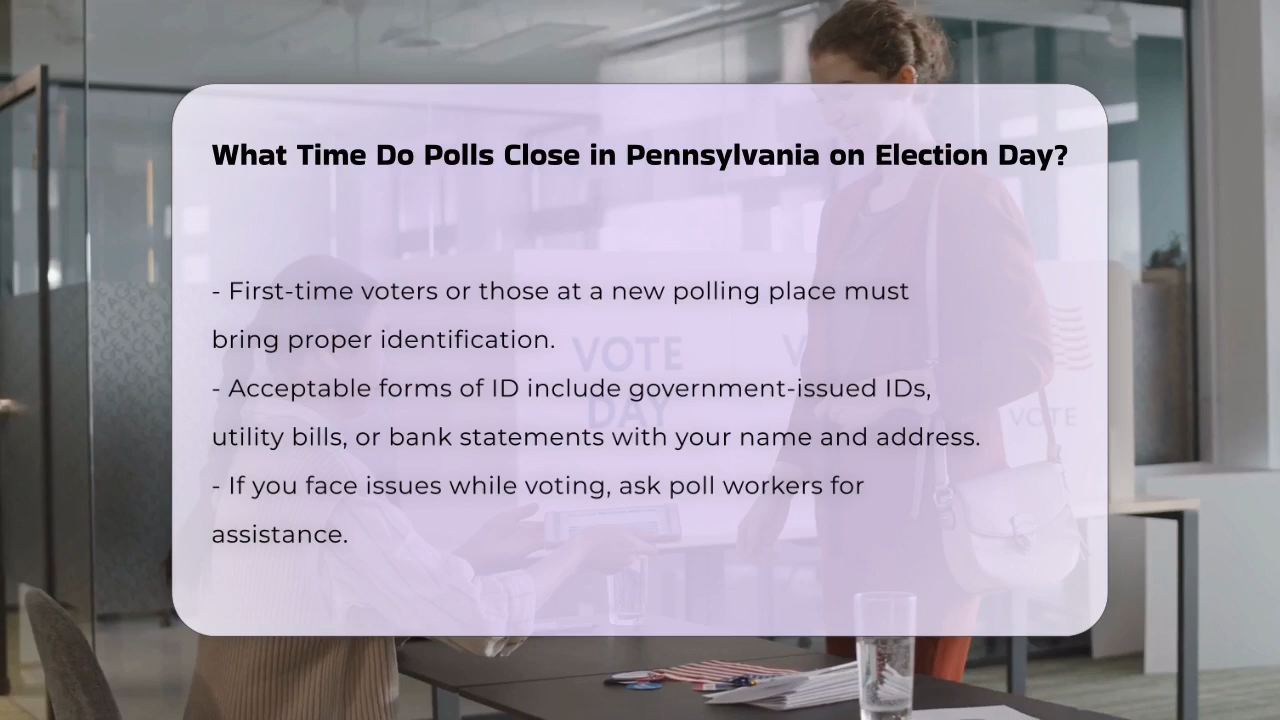 What Time Do Polls Close in Pennsylvania on Election Day?
- First-time voters or those at a new polling place must
bring proper identification.
- Acceptable forms of ID include government-issued IDs,
utility bills, or bank statements with your name and address.
- If you face issues while voting, ask poll workers for
assistance.
VOTE
DAY
VOTE